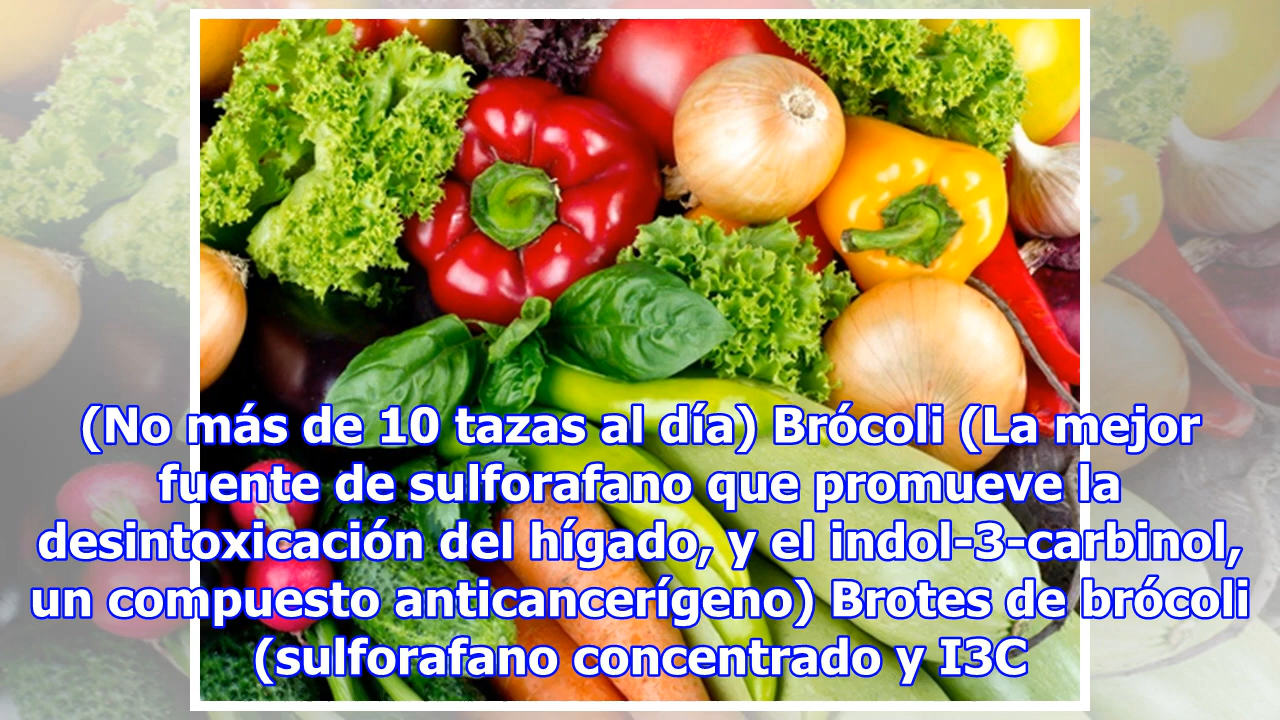 (No más de 10 tazas al día) Brócoli (La mejor
fuente de sulforafano que promueve la
desintoxicación del hígado, y el indol-3-carbinol,
un compuesto anticancerígeno) Brotes de brócoli
(sulforafano concentrado y I3C